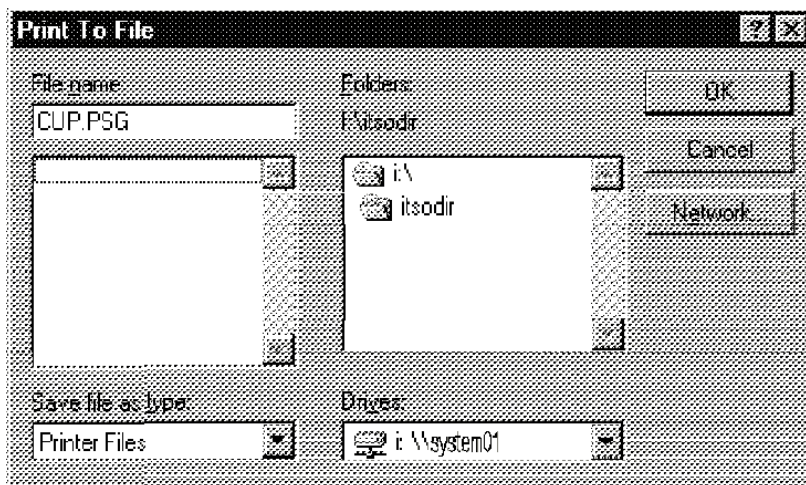 Print To File
File name:
CLIP.PSG
Folders:
I:\itsodir
i:\
itsodir
OK
Cancel
Network...
Save file as type:
Printer Files
Drives:
i: \\system01